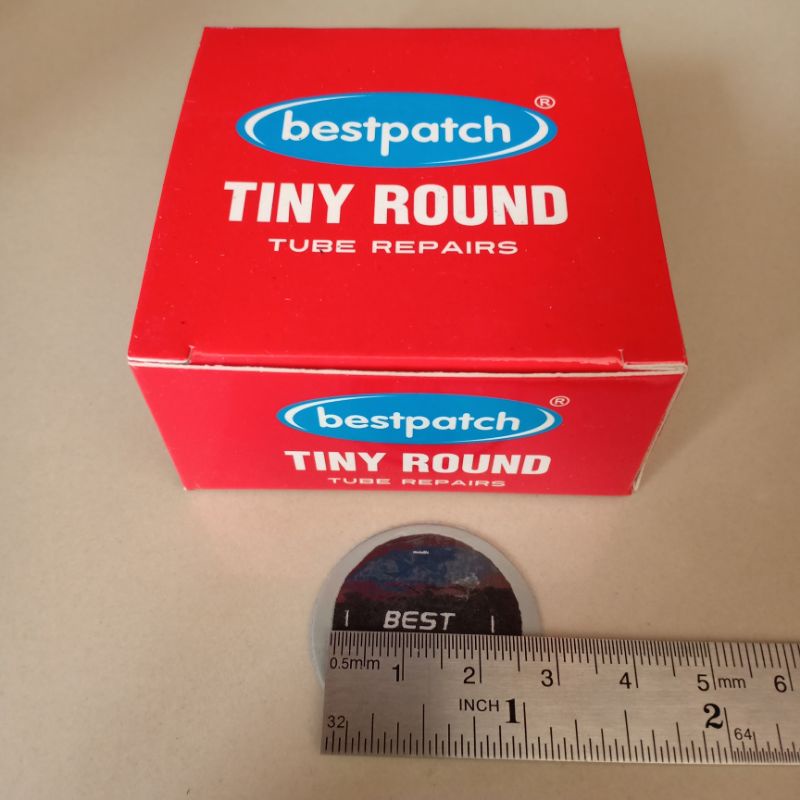 bestpatch®
TINY ROUND
TUBE REPAIRS
bestpatch®
TINY ROUND
TUBE REPAIRS
BEST
0.5mm 1 2 3 4 5 mm 6
INCH 1 2
32 64